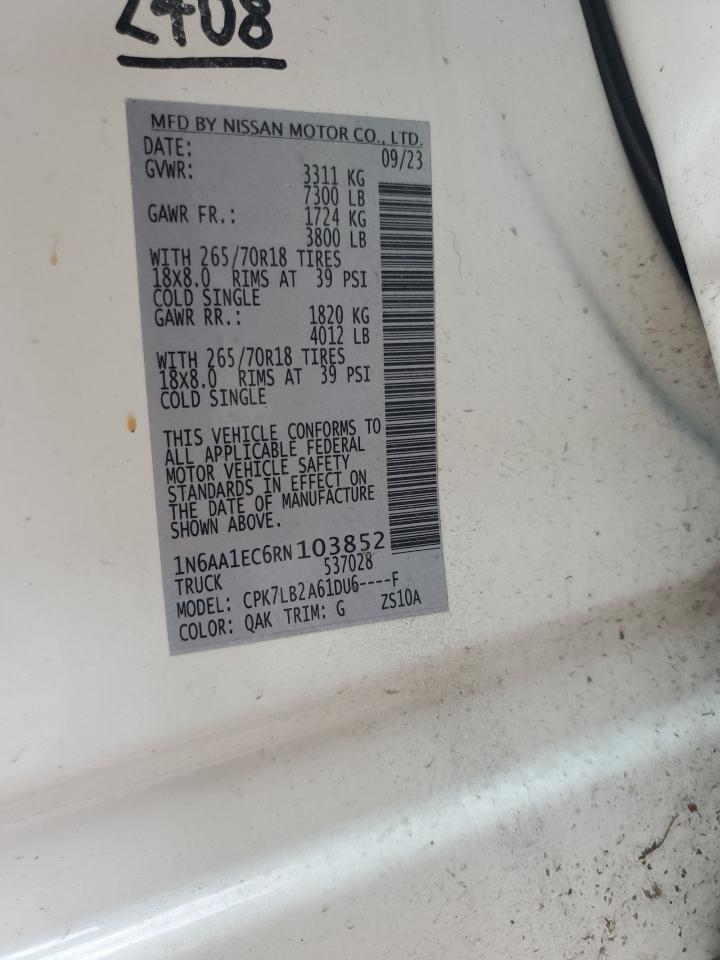 2408
MFD BY NISSAN MOTOR CO., LTD.
DATE: 09/23
GVWR: 3311 KG
7300 LB
GAWR FR.: 1724 KG
3800 LB
WITH 265/70R18 TIRES
18X8.0 RIMS AT 39 PSI
COLD SINGLE
GAWR RR.: 1820 KG
4012 LB
WITH 265/70R18 TIRES
18X8.0 RIMS AT 39 PSI
COLD SINGLE
THIS VEHICLE CONFORMS TO
ALL APPLICABLE FEDERAL
MOTOR VEHICLE SAFETY
STANDARDS IN EFFECT ON
THE DATE OF MANUFACTURE
SHOWN ABOVE.
1N6AA1EC6RN103852
TRUCK 537028
MODEL: CPK7LB2A61DU6----F
COLOR: QAK TRIM: G ZS10A